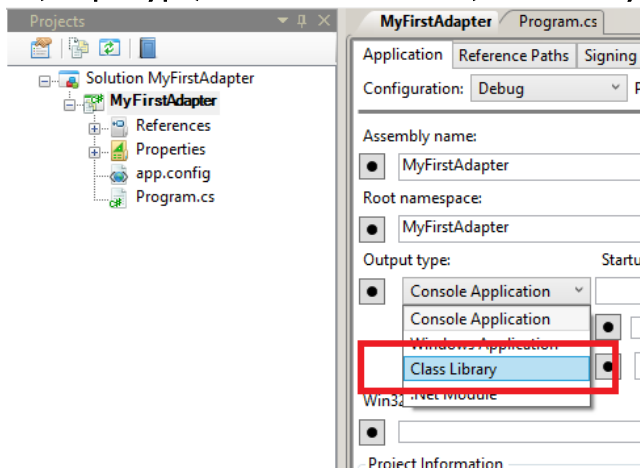 Projects
Solution MyFirstAdapter
MyFirstAdapter
References
Properties
app.config
Program.cs
MyFirstAdapter
Program.cs
Application
Reference Paths
Signing
Configuration:
Debug
P
Assembly name:
MyFirstAdapter
Root namespace:
MyFirstAdapter
Output type:
Startu
Console Application
Console Application
Windows Application
Class Library
.Net Module
Win32
Project Information